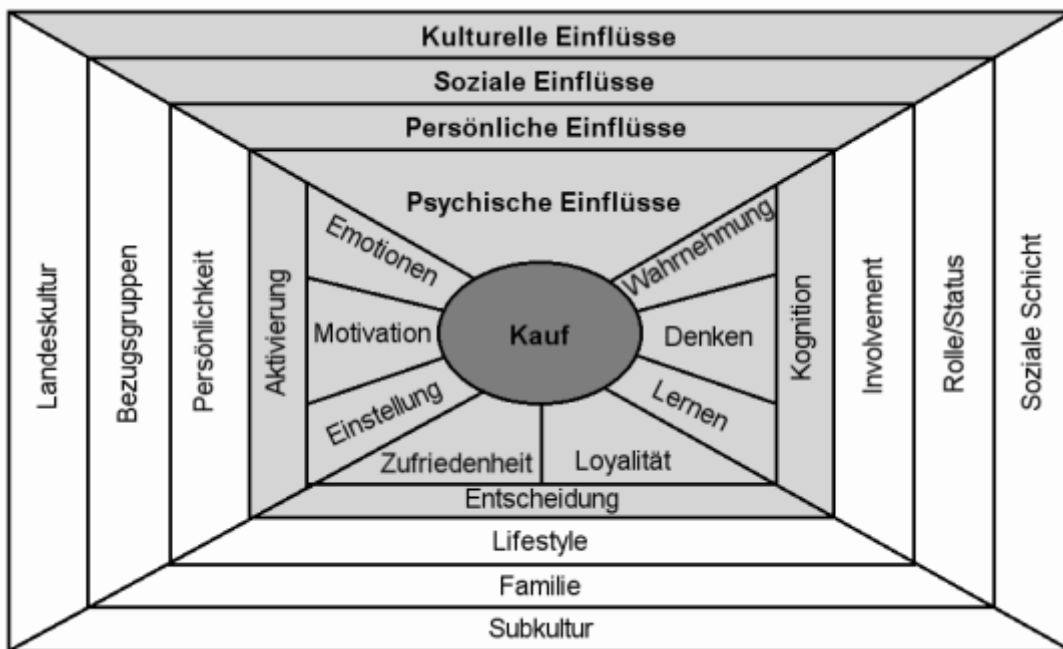 Kulturelle Einflüsse
Soziale Einflüsse
Persönliche Einflüsse
Psychische Einflüsse
Landeskultur
Bezugsgruppen
Persönlichkeit
Aktivierung
Emotionen
Motivation
Einstellung
Kauf
Wahrnehmung
Denken
Lernen
Kognition
Involvement
Rolle/Status
Soziale Schicht
Zufriedenheit
Loyalität
Entscheidung
Lifestyle
Familie
Subkultur